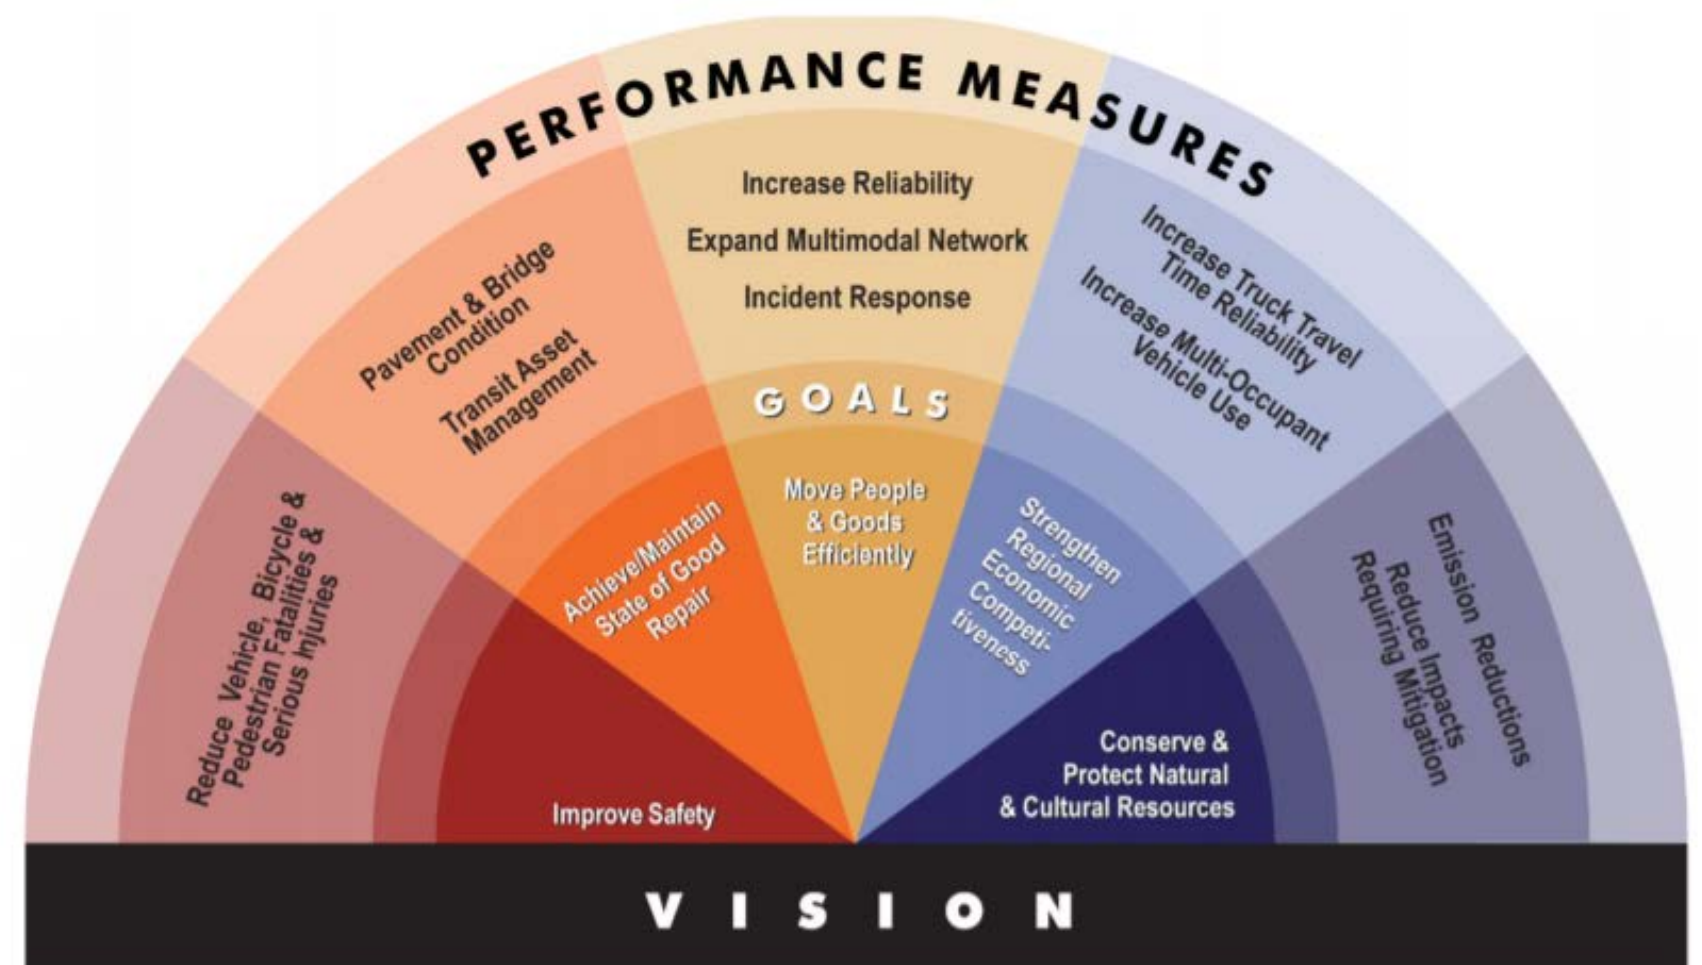 PERFORMANCE MEASURES
Reduce Vehicle, Bicycle &
Pedestrian Fatalities &
Serious Injuries
Pavement & Bridge
Condition
Transit Asset
Management
Increase Reliability
Expand Multimodal Network
Incident Response
Increase Truck Travel
Time Reliability
Increase Multi-Occupant
Vehicle Use
Emission Reductions
Reduce Impacts
Requiring Mitigation
GOALS
Improve Safety
Achieve/Maintain
State of Good
Repair
Move People
& Goods
Efficiently
Strengthen
Regional
Economic
Competi-
tiveness
Conserve &
Protect Natural
& Cultural Resources
VISION